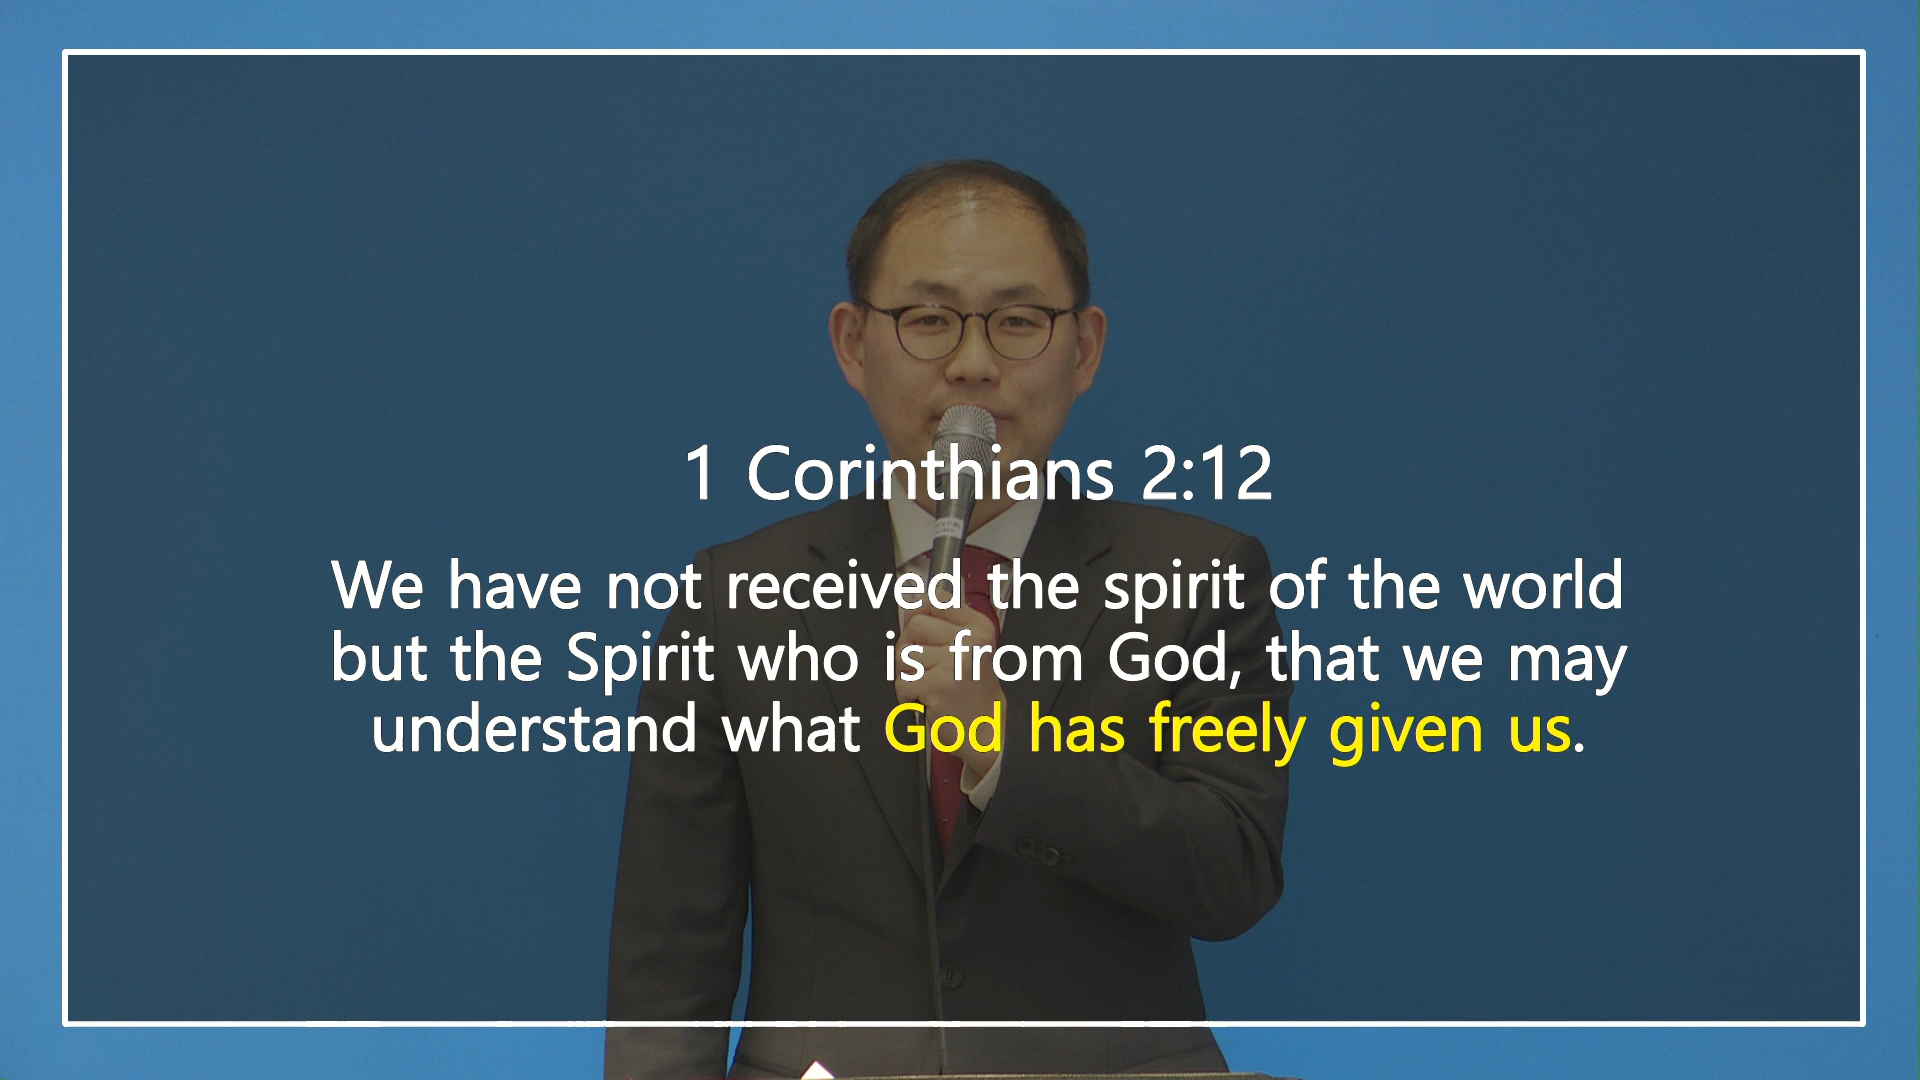 1 Corinthians 2:12
We have not received the spirit of the world
but the Spirit who is from God, that we may
understand what God has freely given us.